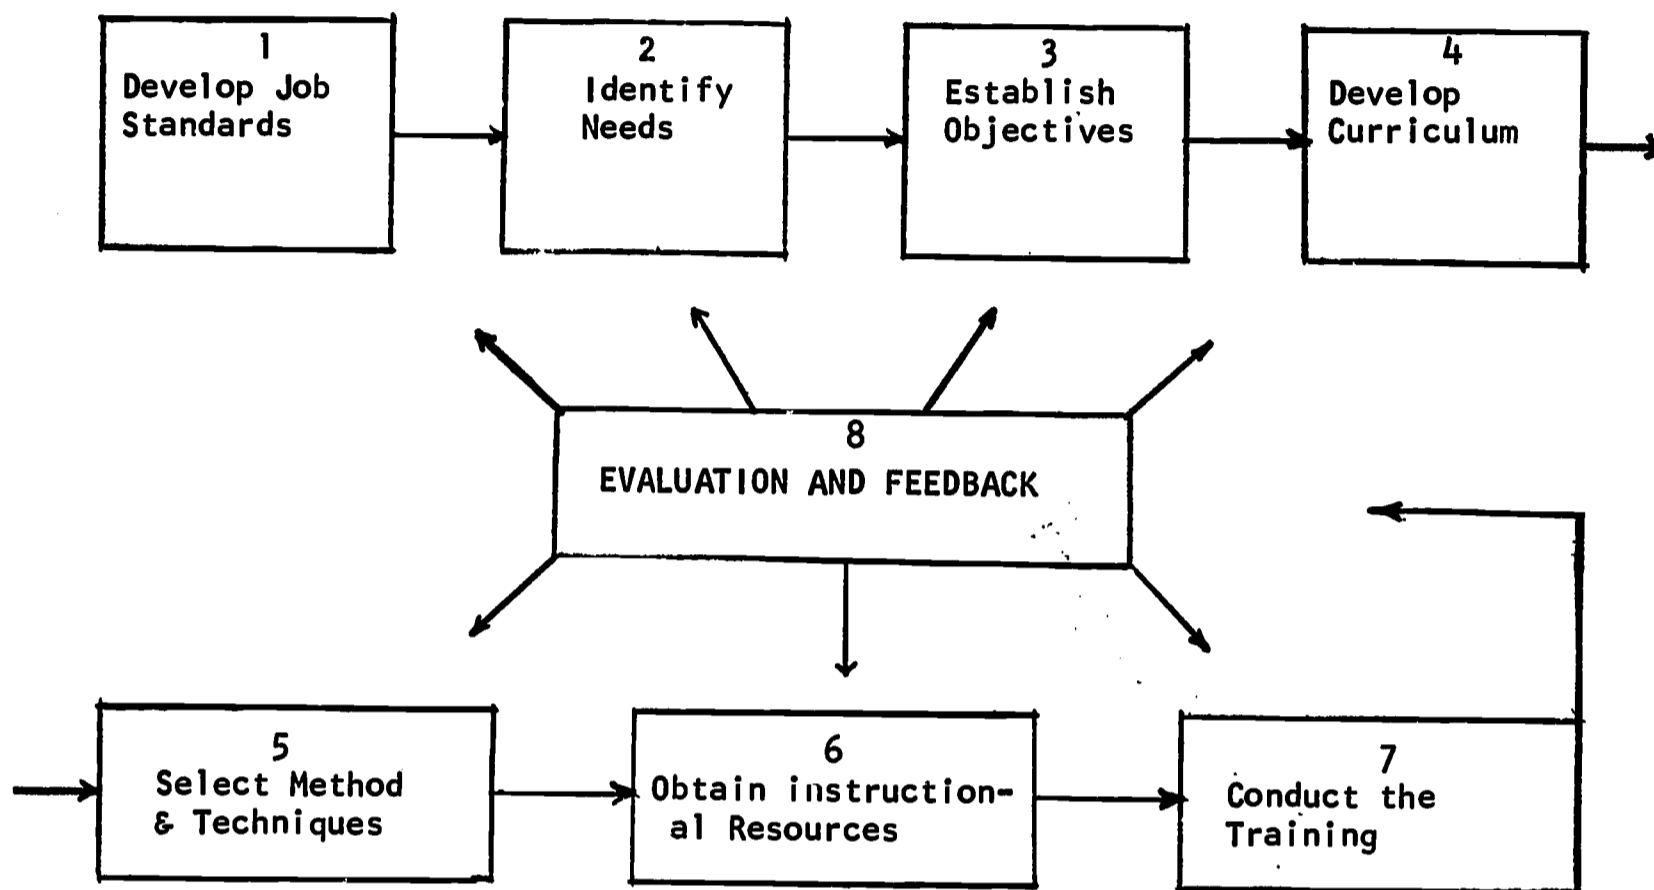 1
Develop Job
Standards
2
Identify
Needs
3
Establish
Objectives
4
Develop
Curriculum
8
EVALUATION AND FEEDBACK
5
Select Method
& Techniques
6
Obtain instruction-
al Resources
7
Conduct the
Training